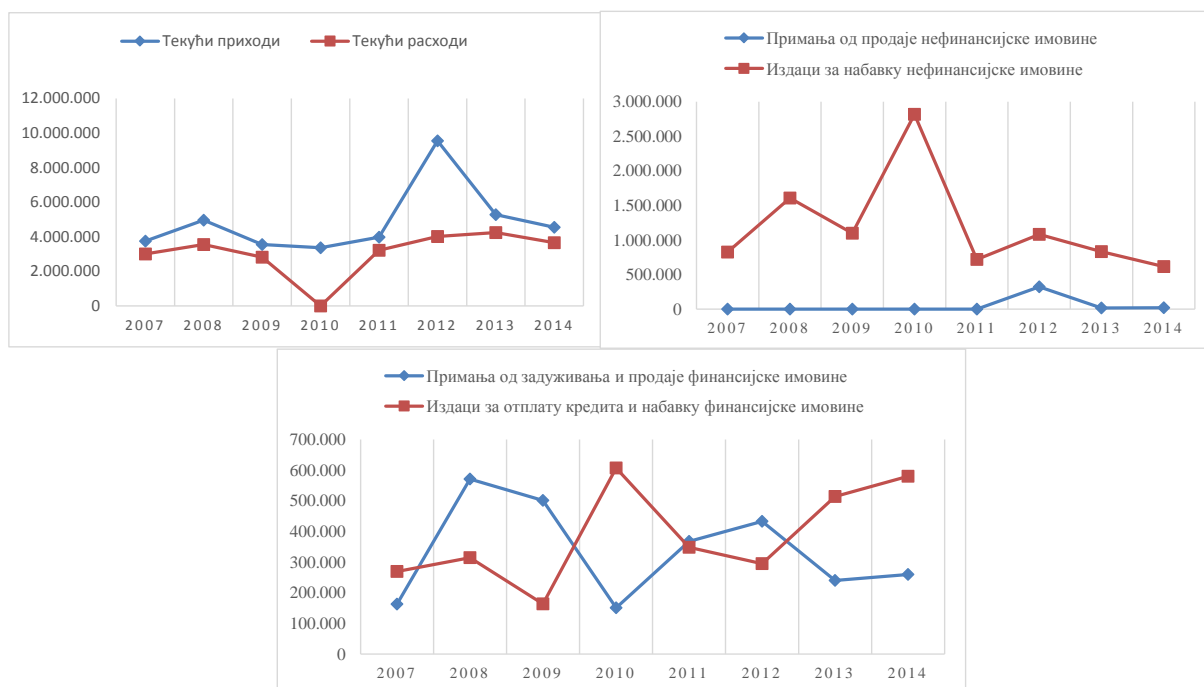 Текући приходи
Текући расходи
12.000.000
10.000.000
8.000.000
6.000.000
4.000.000
2.000.000
0
2007 2008 2009 2010 2011 2012 2013 2014
Примања од продаје нефинансијске имовине
Издаци за набавку нефинансијске имовине
3.000.000
2.500.000
2.000.000
1.500.000
1.000.000
500.000
0
2007 2008 2009 2010 2011 2012 2013 2014
Примања од задуживања и продаје финансијске имовине
Издаци за отплату кредита и набавку финансијске имовине
700.000
600.000
500.000
400.000
300.000
200.000
100.000
0
2007 2008 2009 2010 2011 2012 2013 2014